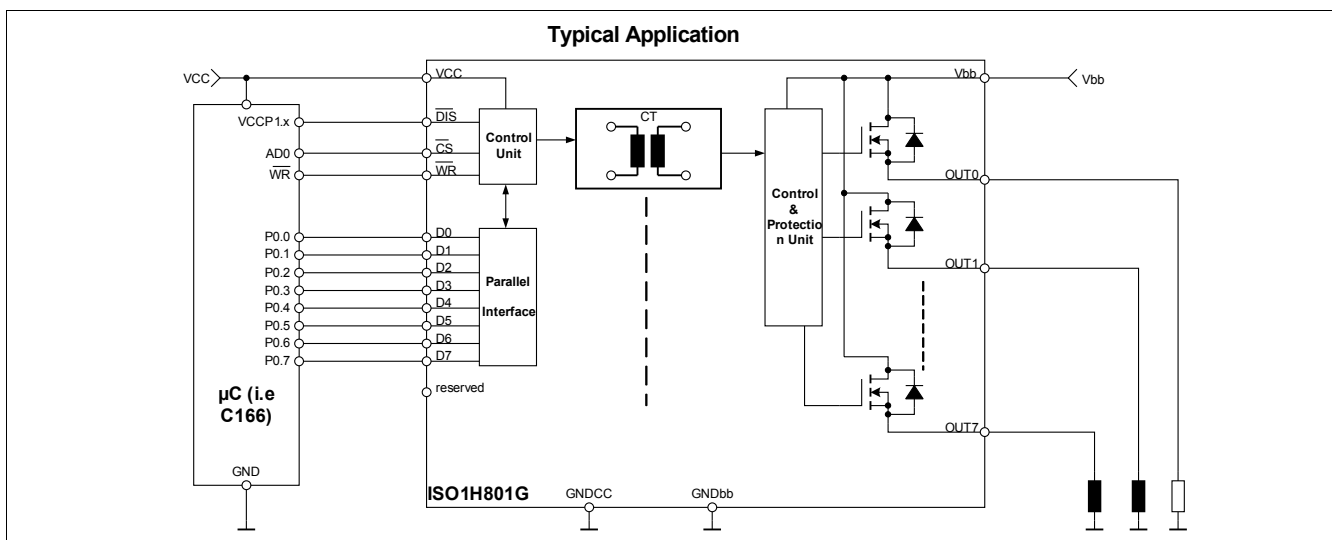 Typical Application
VCC
VCC
Vbb
Vbb
VCCP1.x
DIS
AD0
CS
WR
WR
Control
Unit
CT
OUT0
Control
&
Protectio
n Unit
P0.0
D0
P0.1
D1
P0.2
D2
P0.3
D3
P0.4
D4
P0.5
D5
P0.6
D6
P0.7
D7
Parallel
Interface
OUT1
reserved
µC (i.e
C166)
OUT7
GND
ISO1H801G
GNDCC
GNDbb